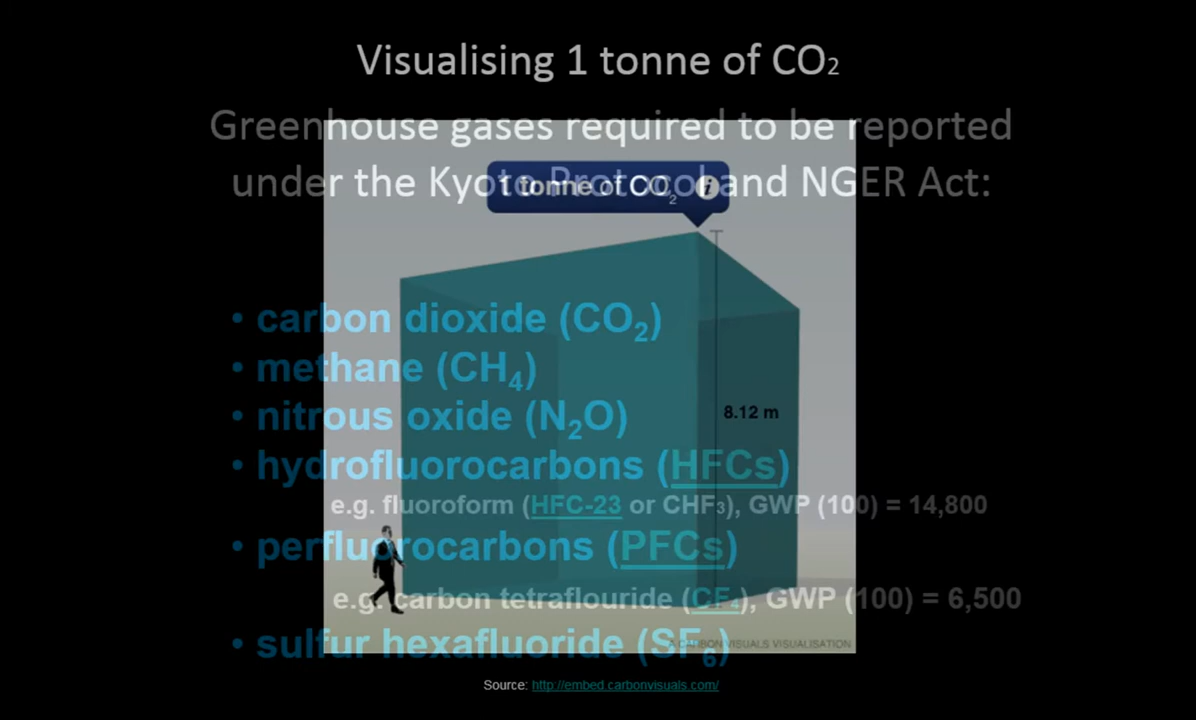 Visualising 1 tonne of CO₂
Greenhouse gases required to be reported
under the Kyoto Protocol and NGER Act:
1 tonne of CO₂ i
• carbon dioxide (CO₂)
• methane (CH₄)
8.12 m
• nitrous oxide (N₂O)
• hydrofluorocarbons (HFCs)
e.g. fluoroform (HFC-23 or CHF₃), GWP (100) = 14,800
• perfluorocarbons (PFCs)
e.g. carbon tetraflouride (CF₄), GWP (100) = 6,500
• sulfur hexafluoride (SF₆)
CARBON VISUALS VISUALISATION
Source: http://embed.carbonvisuals.com/